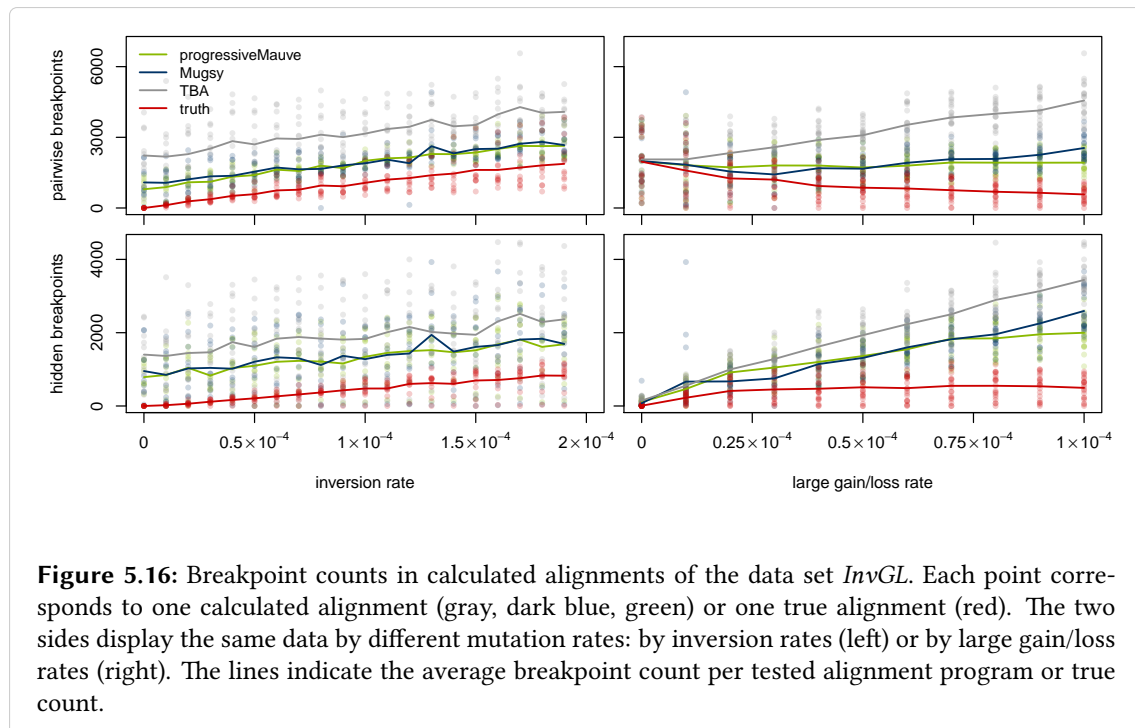 pairwise breakpoints
0
3000
6000
progressiveMauve
Mugsy
TBA
truth
hidden breakpoints
0
2000
4000
0
0.5×10⁻⁴
1×10⁻⁴
1.5×10⁻⁴
2×10⁻⁴
inversion rate
0
0.25×10⁻⁴
0.5×10⁻⁴
0.75×10⁻⁴
1×10⁻⁴
large gain/loss rate
Figure 5.16: Breakpoint counts in calculated alignments of the data set InvGL. Each point corre-
sponds to one calculated alignment (gray, dark blue, green) or one true alignment (red). The two
sides display the same data by different mutation rates: by inversion rates (left) or by large gain/loss
rates (right). The lines indicate the average breakpoint count per tested alignment program or true
count.